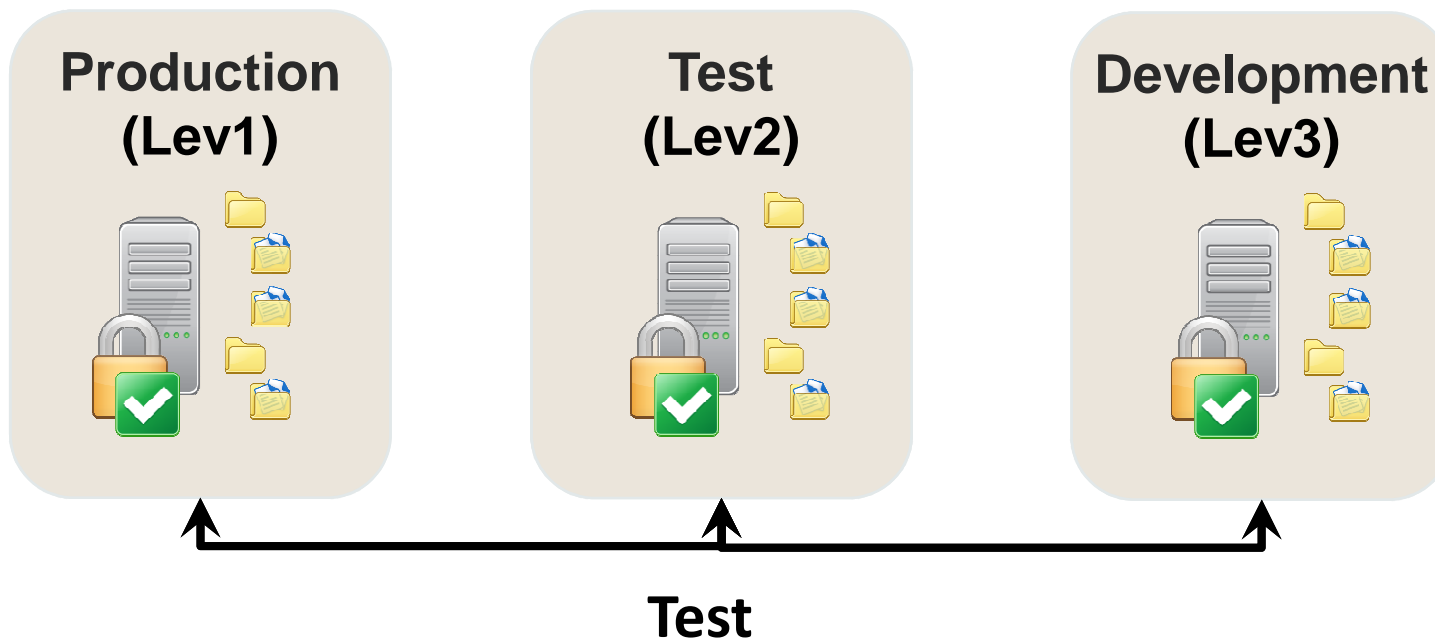 Production
(Lev1)
Test
(Lev2)
Development
(Lev3)
Test